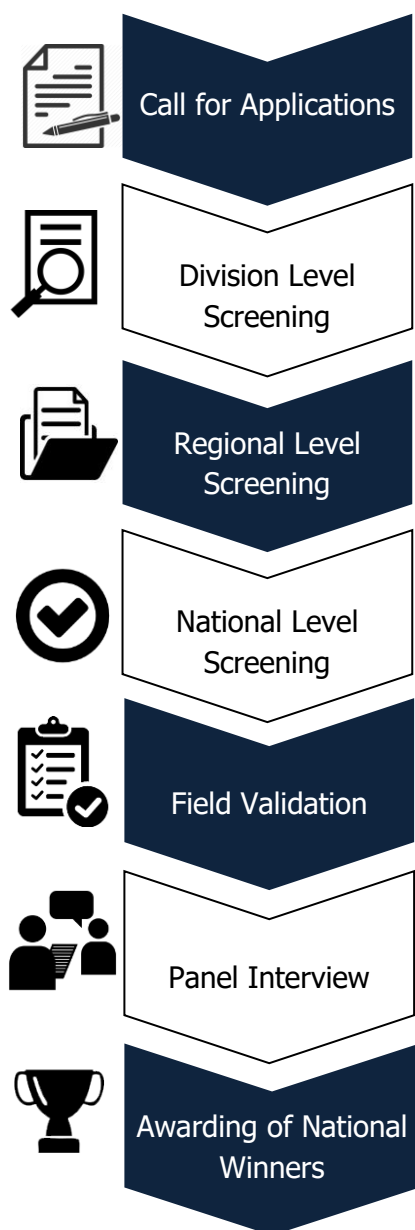 Call for Applications
Division Level
Screening
Regional Level
Screening
National Level
Screening
Field Validation
Panel Interview
Awarding of National
Winners